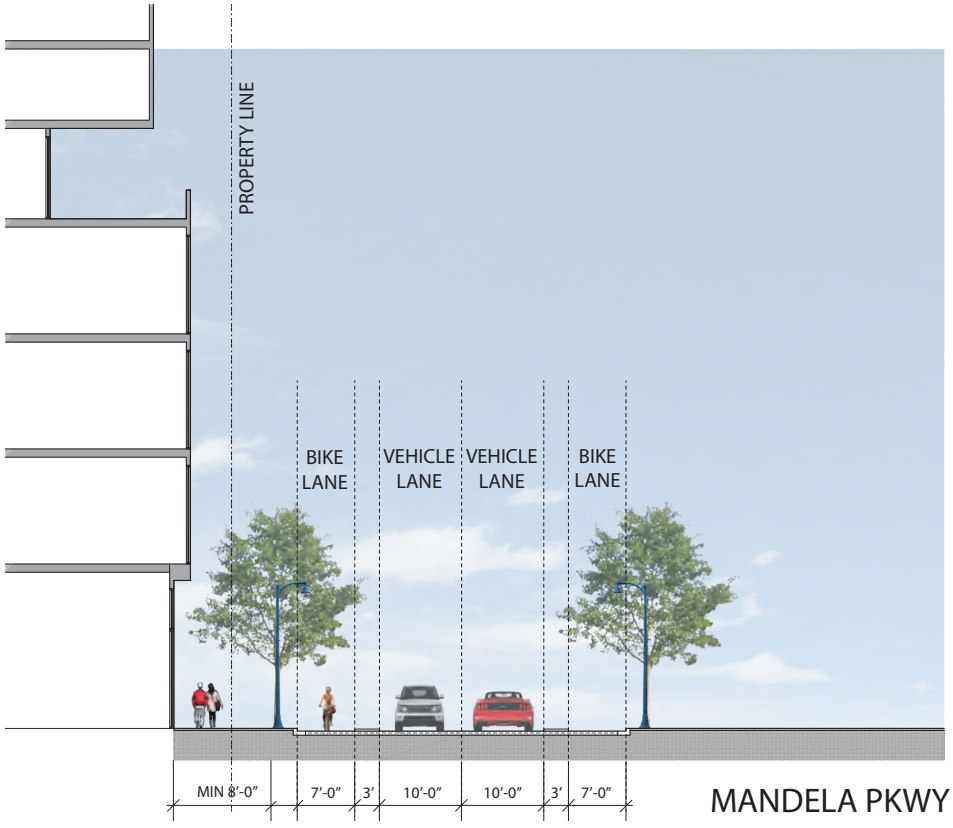 PROPERTY LINE
BIKE
LANE
VEHICLE
LANE
VEHICLE
LANE
BIKE
LANE
MIN 8'-0" 7'-0" 3' 10'-0" 10'-0" 3' 7'-0"
MANDELA PKWY